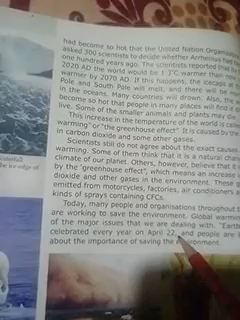 had become so hot that the United Nation Organisation
asked 300 scientists to decide whether Arrhenius had
one hundred years ago. The scientists reported that by
2020 AD the world would be 1.3°C warmer than now
warmer by 2070 AD. If this happens, the icecaps at
Pole and South Pole will melt, and there will be
in the oceans. Many countries will drown. Also, the
become so hot that people in many places will find it
live. Some of the smaller animals and plants may die.
This increase in the temperature of the world is called
warming" or "the greenhouse effect". It is caused by the
in carbon dioxide and some other gases.
Scientists still do not agree about the exact causes
warming. Some of them think that it is a natural change
climate of our planet. Others, however, believe that it
by the 'greenhouse effect', which means an increase
dioxide and other gases in the environment. These
emitted from motorcycles, factories, air conditioners
kinds of sprays containing CFCs.
Today, many people and organisations throughout
are working to save the environment. Global warming
of the major issues that we are dealing with. "Earth
celebrated every year on April 22, and people are
about the importance of saving the environment.
waterfall
ice edge of